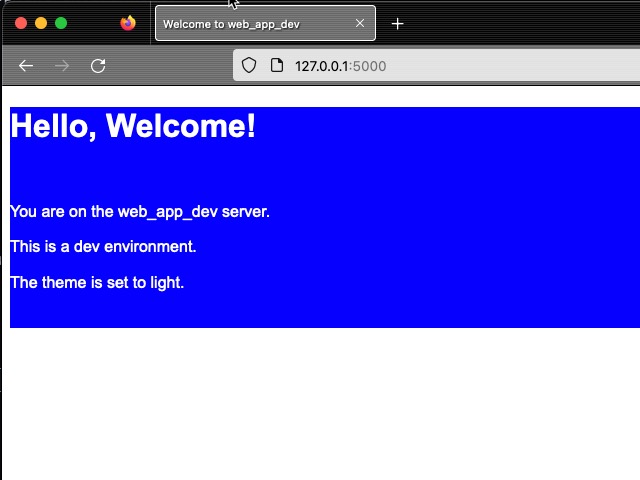 Welcome to web_app_dev
127.0.0.1:5000
Hello, Welcome!
You are on the web_app_dev server.
This is a dev environment.
The theme is set to light.